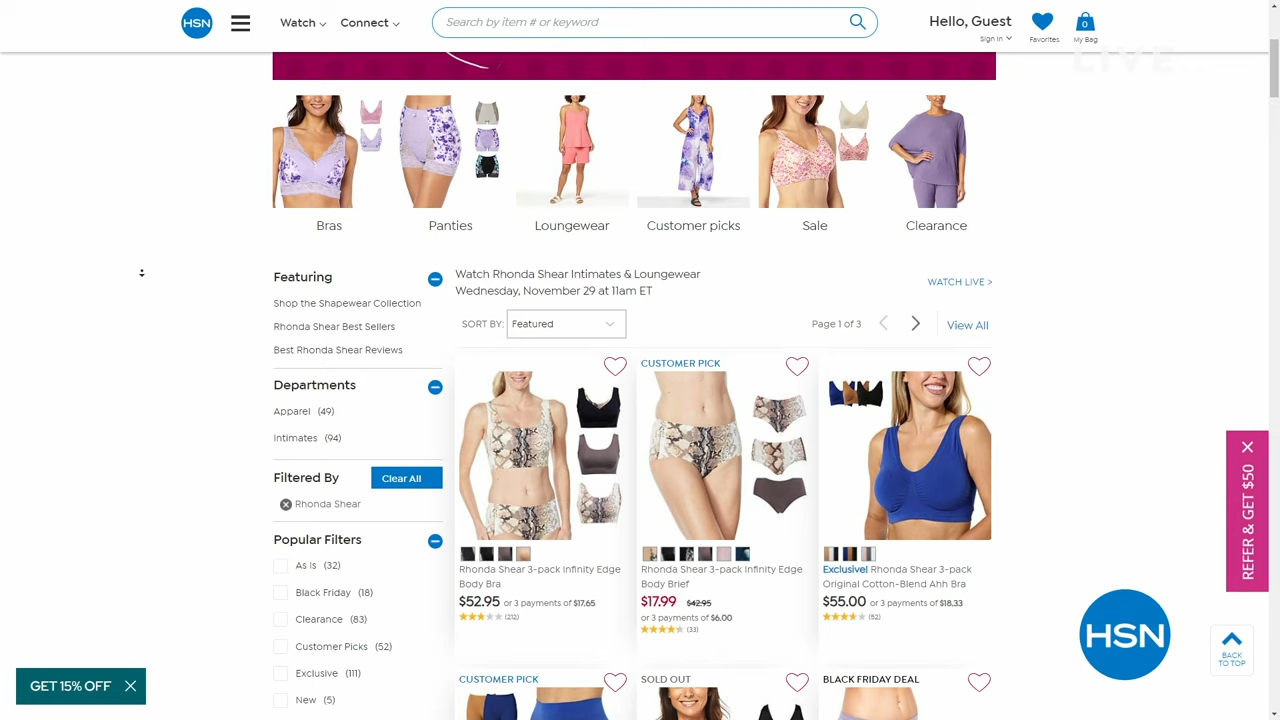 HSN
Watch
Connect
Search by item # or keyword
Hello, Guest
Sign In
Favorites
0
My Bag
LIVE
Bras
Panties
Loungewear
Customer picks
Sale
Clearance
Featuring
Shop the Shapewear Collection
Rhonda Shear Best Sellers
Best Rhonda Shear Reviews
Departments
Apparel (49)
Intimates (94)
Filtered By
Clear All
Rhonda Shear
Popular Filters
As Is (32)
Black Friday (18)
Clearance (83)
Customer Picks (52)
Exclusive (111)
New (5)
Watch Rhonda Shear Intimates & Loungewear
Wednesday, November 29 at 11am ET
WATCH LIVE >
SORT BY: Featured
Page 1 of 3
View All
Rhonda Shear 3-pack Infinity Edge
Body Bra
$52.95 or 3 payments of $17.65
(212)
CUSTOMER PICK
Rhonda Shear 3-pack Infinity Edge
Body Brief
$17.99 $42.95
or 3 payments of $6.00
(33)
Exclusive! Rhonda Shear 3-pack
Original Cotton-Blend Ahh Bra
$55.00 or 3 payments of $18.33
(52)
CUSTOMER PICK
SOLD OUT
BLACK FRIDAY DEAL
REFER & GET $50
HSN
BACK
TO TOP
GET 15% OFF